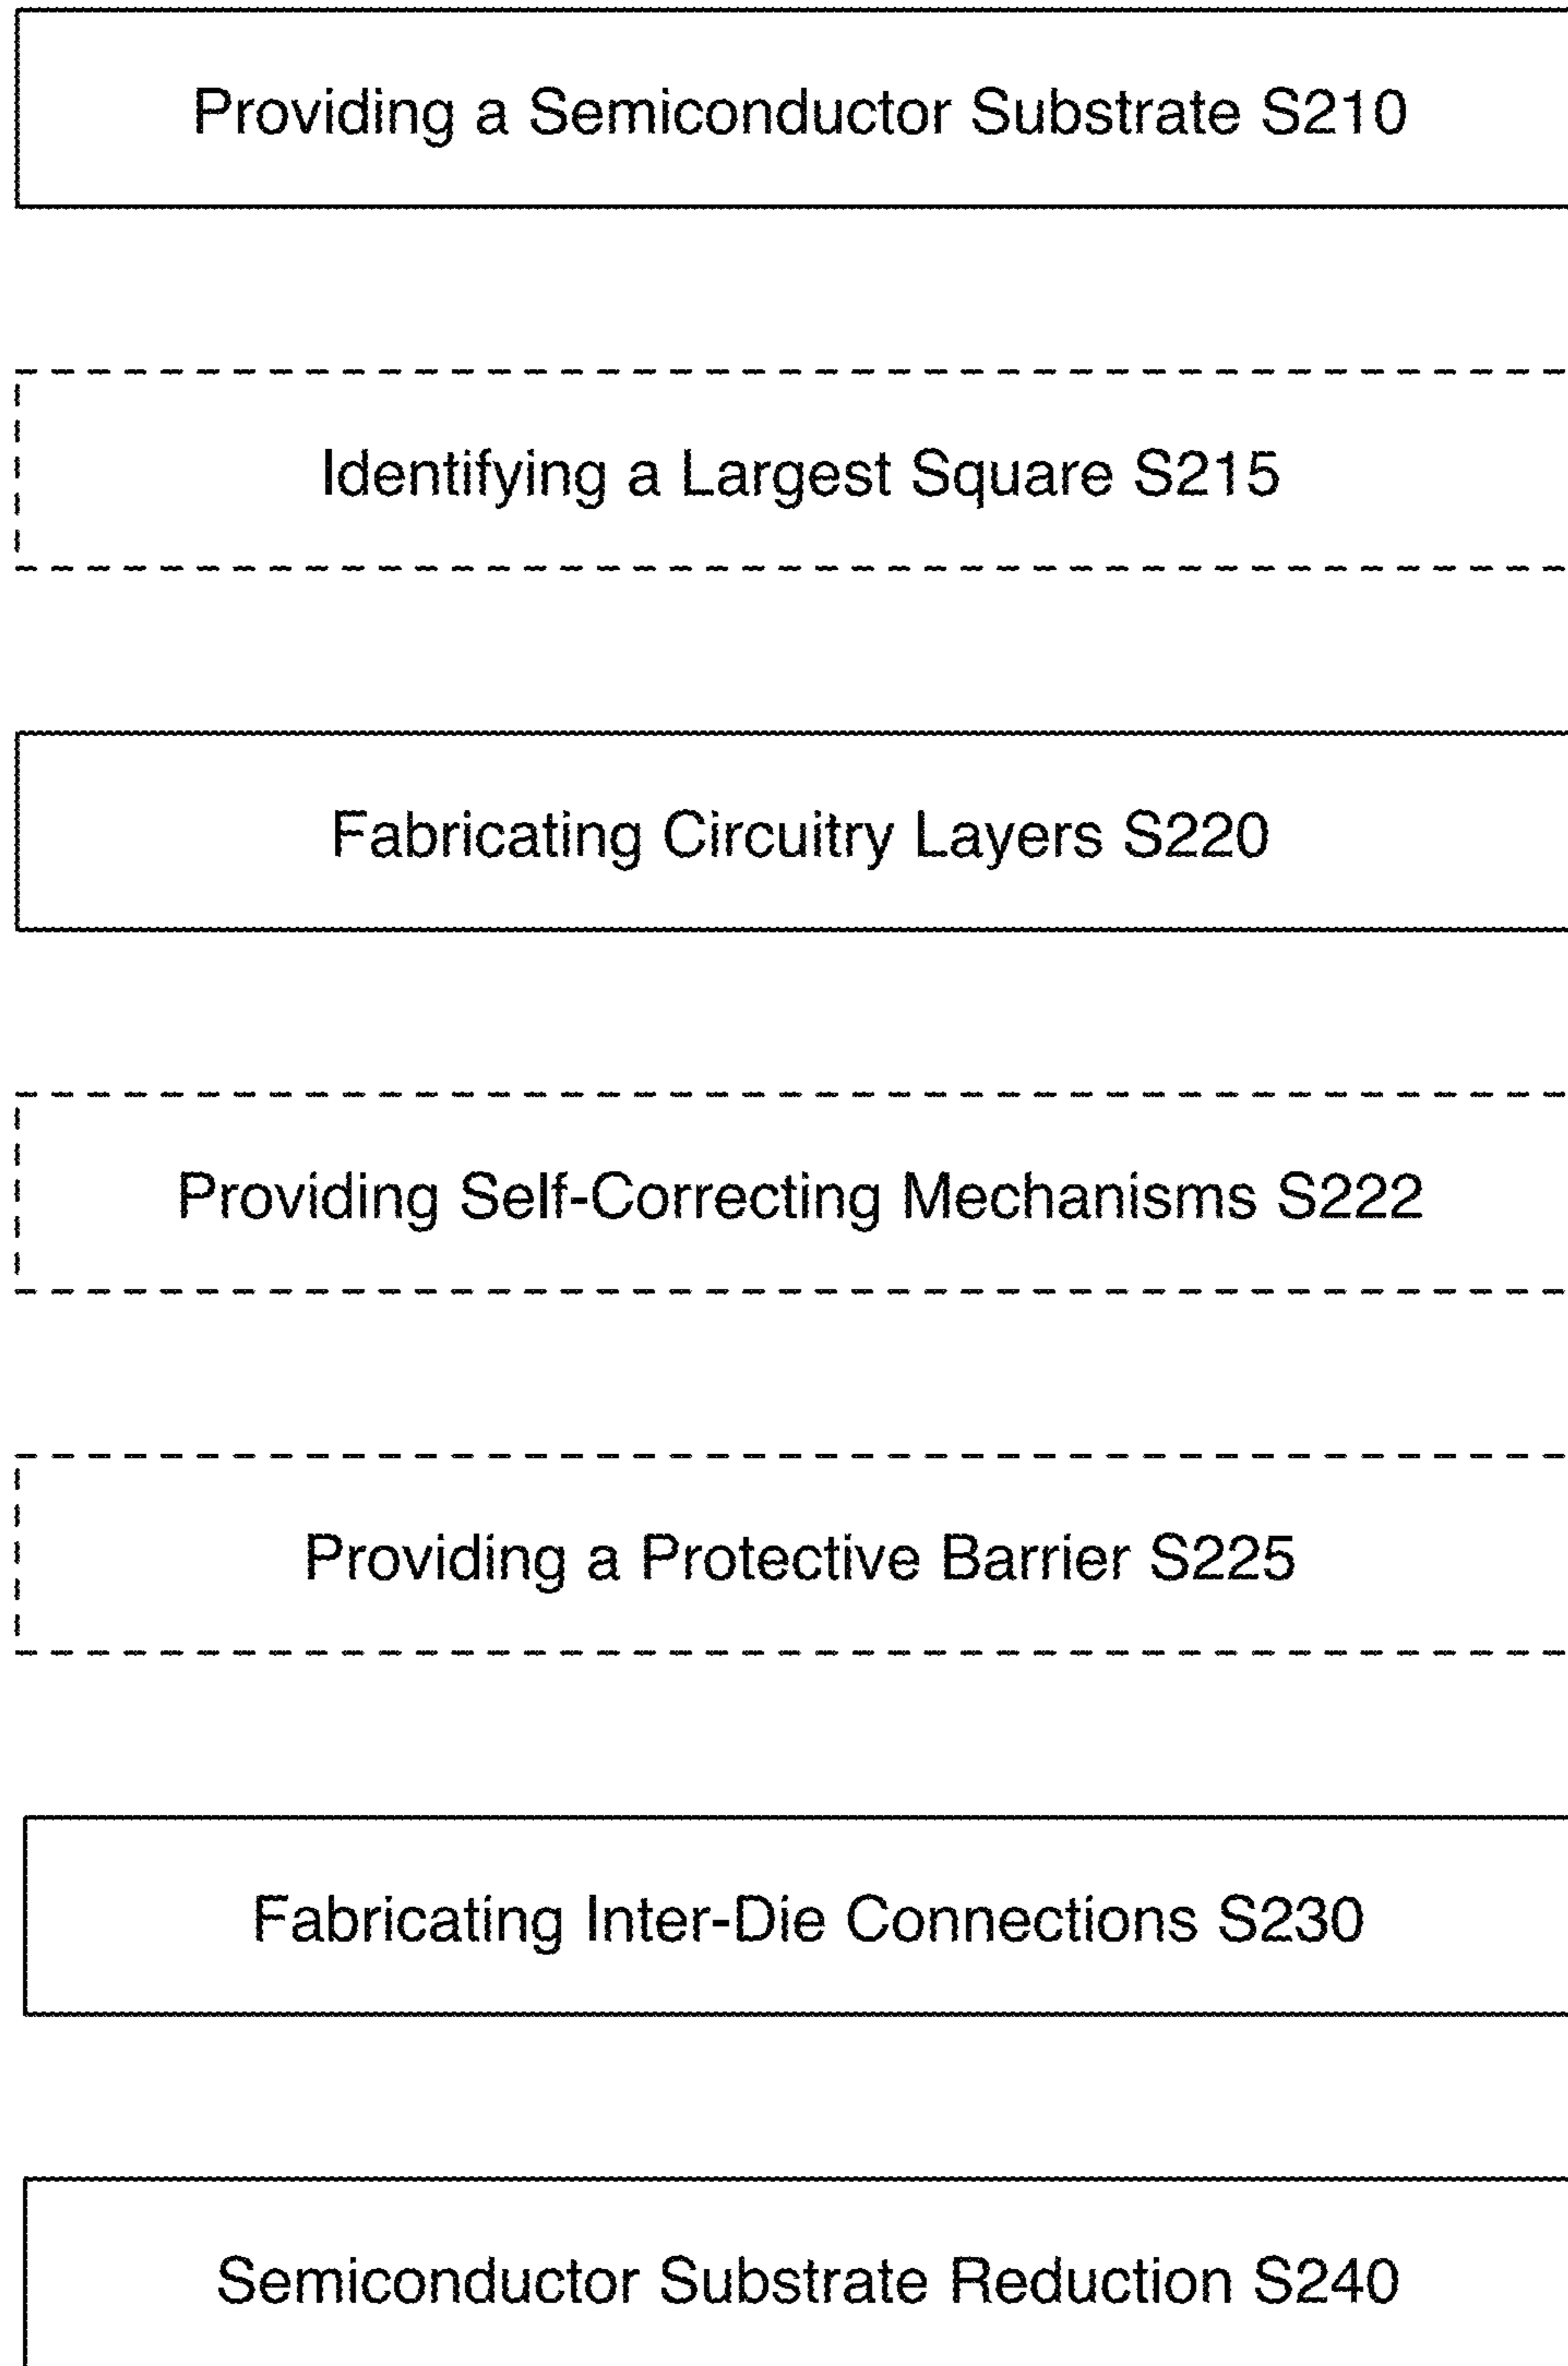 Providing a Semiconductor Substrate S210
Identifying a Largest Square S215
Fabricating Circuitry Layers S220
Providing Self-Correcting Mechanisms S222
Providing a Protective Barrier S225
Fabricating Inter-Die Connections S230
Semiconductor Substrate Reduction S240